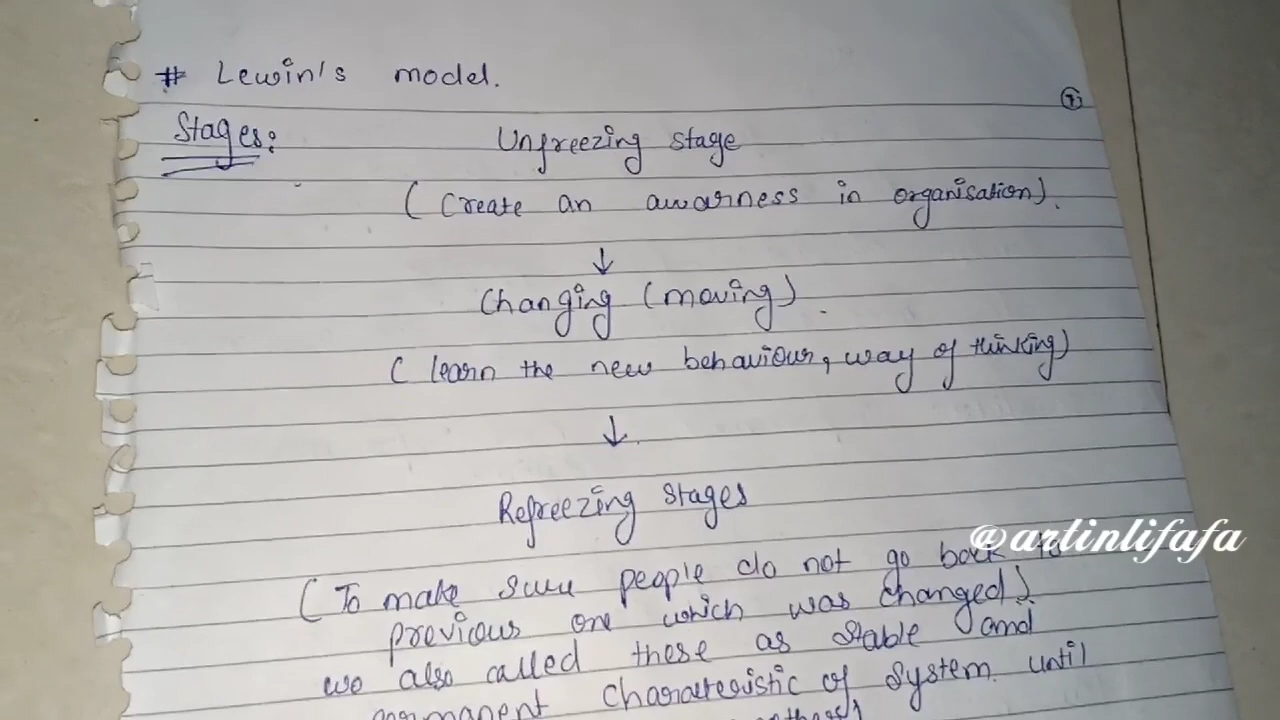 # Lewin's model.
Stages: Unfreezing stage
(Create an awarness in organisation).
↓
Changing (moving).
(learn the new behaviour, way of thinking)
↓
Refreezing stages
@artinlifafa
(To make sure people do not go back to
previous one which was changed).
we also called these as stable and
permanent characteristic of system until